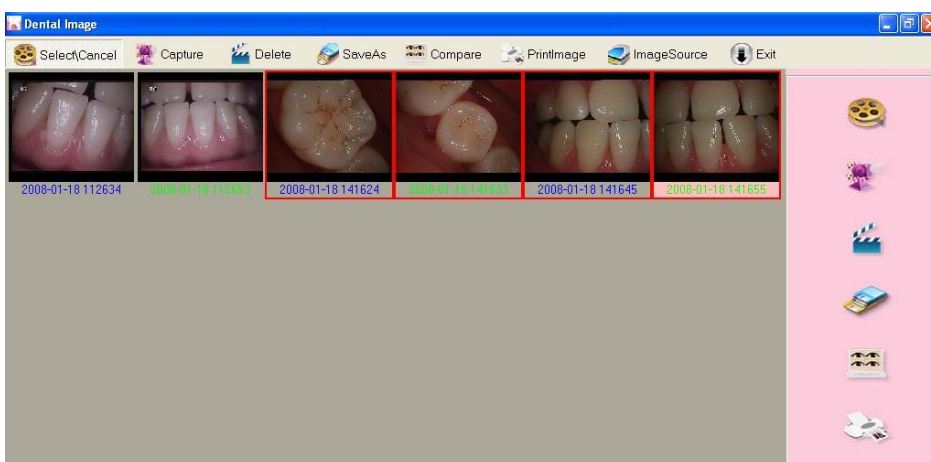 Dental Image
Select\Cancel Capture Delete SaveAs Compare PrintImage ImageSource Exit
2008-01-18 112634 2008-01-18 112653 2008-01-18 141624 2008-01-18 141633 2008-01-18 141645 2008-01-18 141655